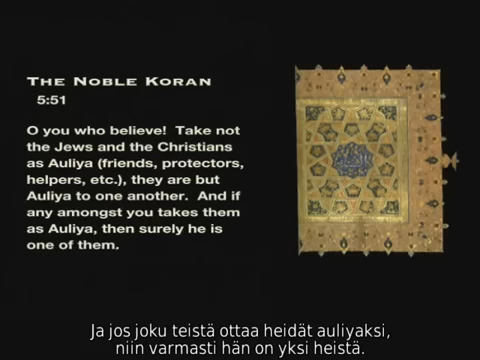 THE NOBLE KORAN
5:51
O you who believe! Take not
the Jews and the Christians
as Auliya (friends, protectors,
helpers, etc.), they are but
Auliya to one another. And if
any amongst you takes them
as Auliya, then surely he is
one of them.
Ja jos joku teistä ottaa heidät auliyaksi,
niin varmasti hän on yksi heistä.